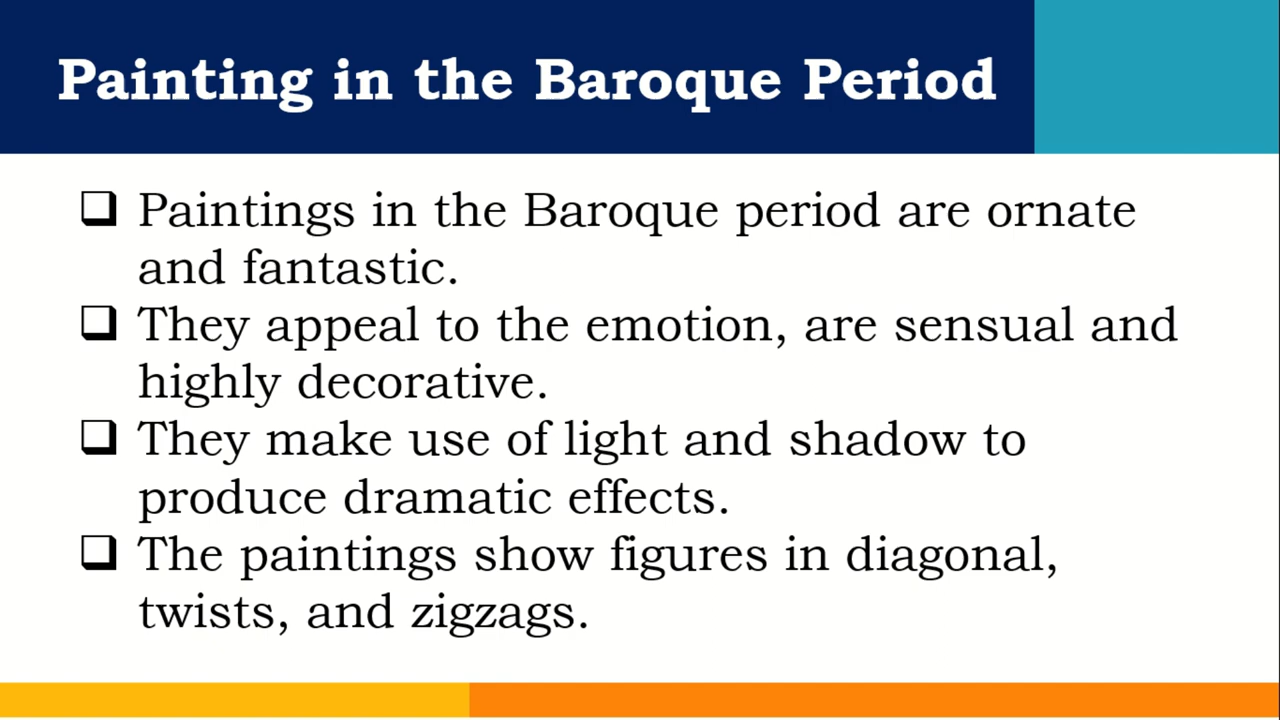 Painting in the Baroque Period
❑ Paintings in the Baroque period are ornate
and fantastic.
❑ They appeal to the emotion, are sensual and
highly decorative.
❑ They make use of light and shadow to
produce dramatic effects.
❑ The paintings show figures in diagonal,
twists, and zigzags.